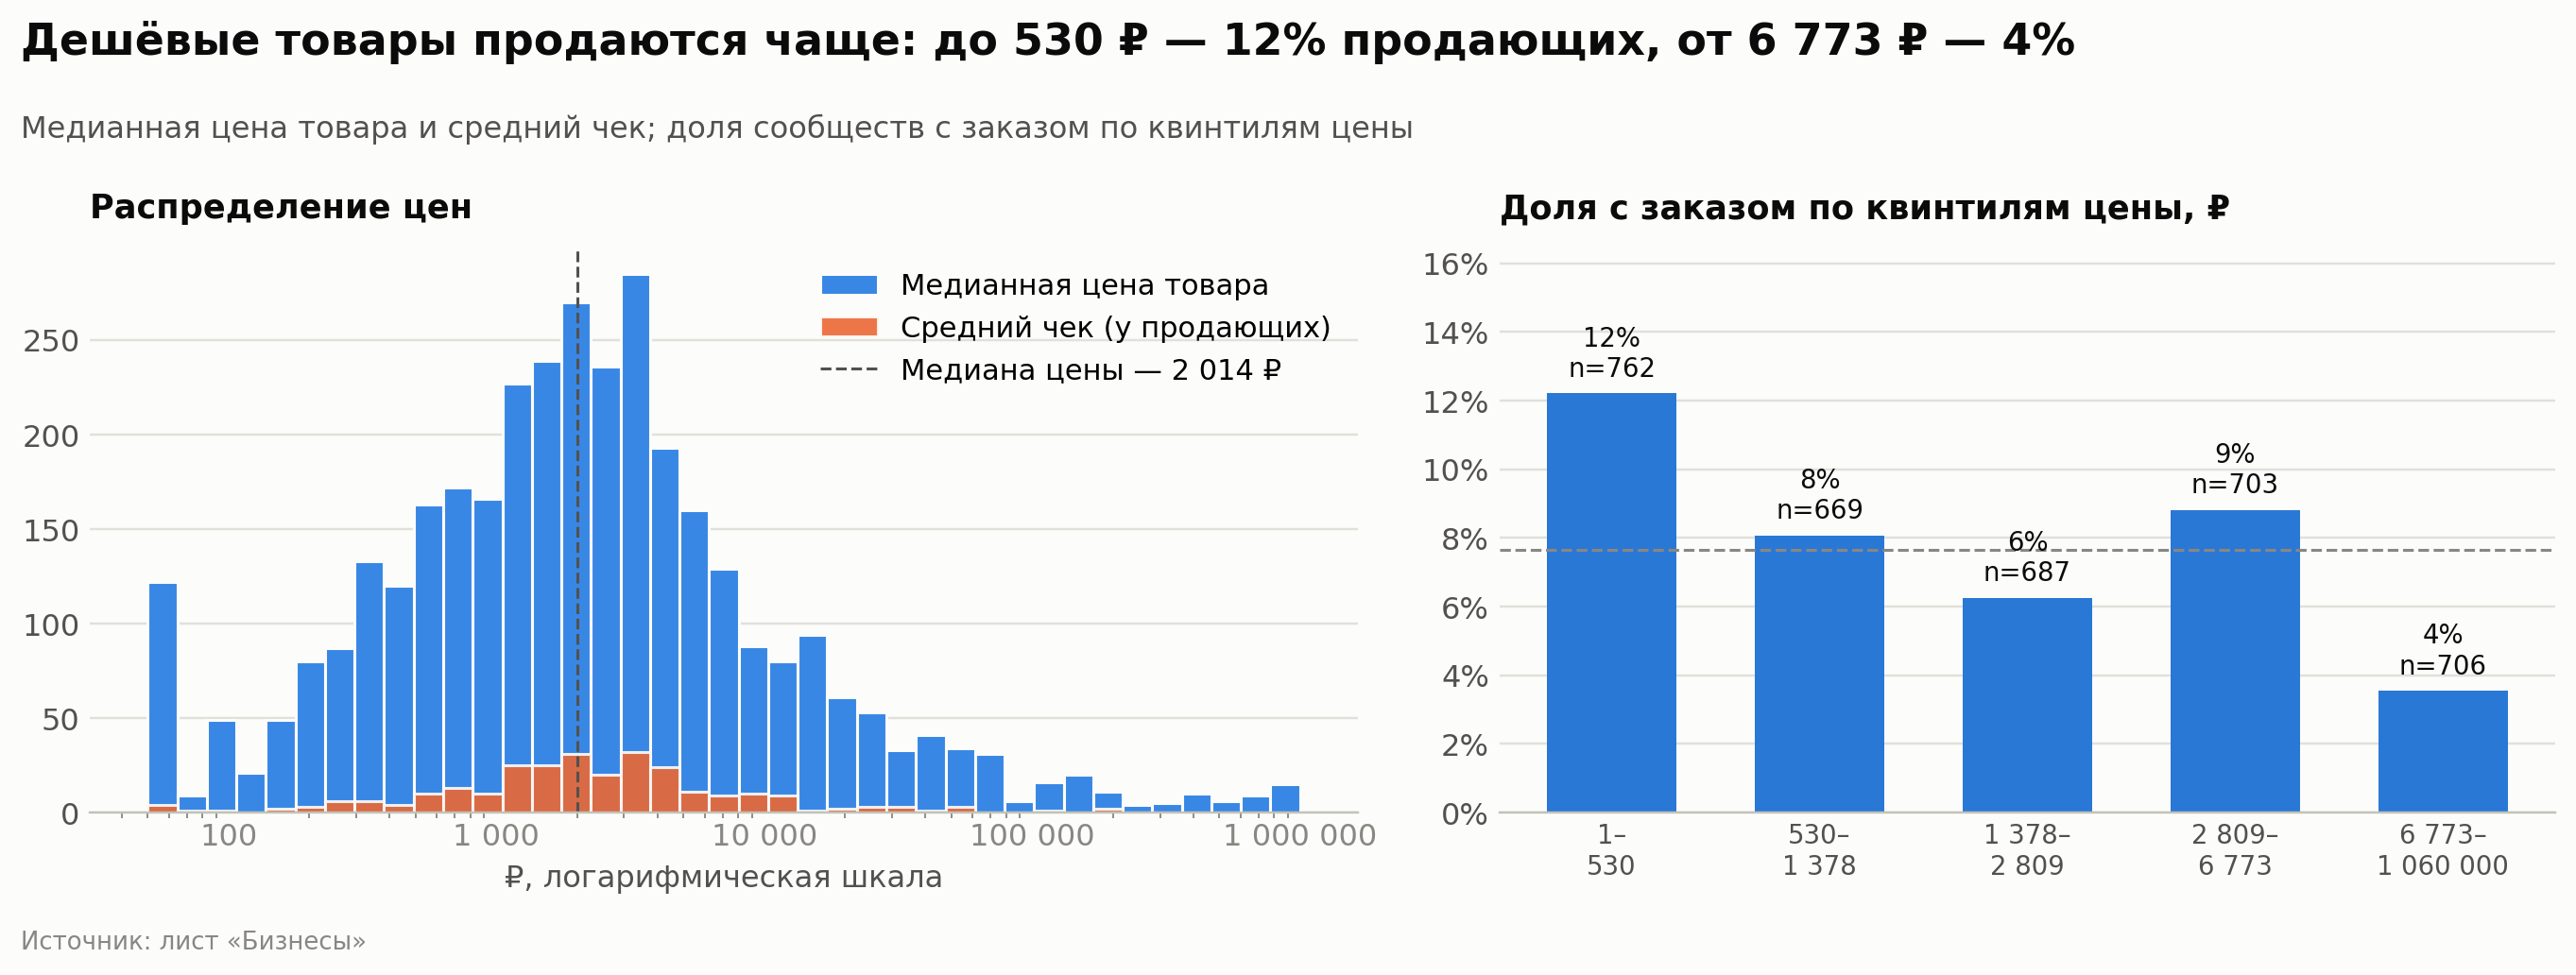 Дешёвые товары продаются чаще: до 530 ₽ — 12% продающих, от 6 773 ₽ — 4%
Медианная цена товара и средний чек; доля сообществ с заказом по квинтилям цены
Распределение цен
Медианная цена товара
Средний чек (у продающих)
Медиана цены — 2 014 ₽
250
200
150
100
50
0
100
1 000
10 000
100 000
1 000 000
₽, логарифмическая шкала
Доля с заказом по квинтилям цены, ₽
16%
14%
12%
10%
8%
6%
4%
2%
0%
12%
n=762
8%
n=669
6%
n=687
9%
n=703
4%
n=706
1–
530
530–
1 378
1 378–
2 809
2 809–
6 773
6 773–
1 060 000
Источник: лист «Бизнесы»